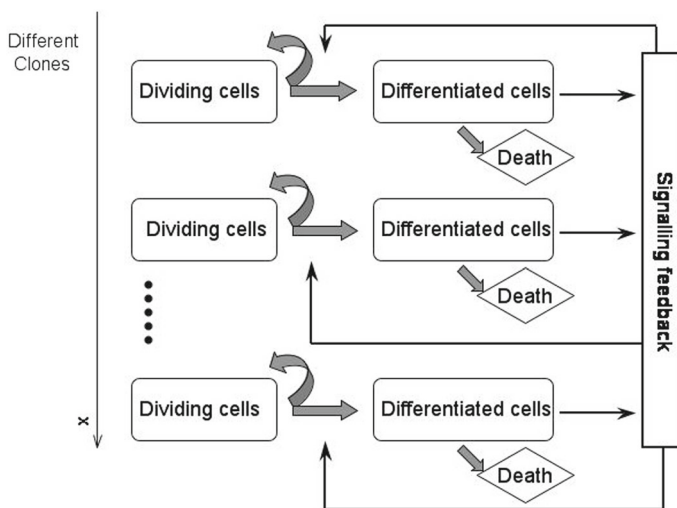 Different
Clones
Dividing cells
Differentiated cells
Death
Dividing cells
Differentiated cells
Death
Signalling feedback
Dividing cells
Differentiated cells
Death
x